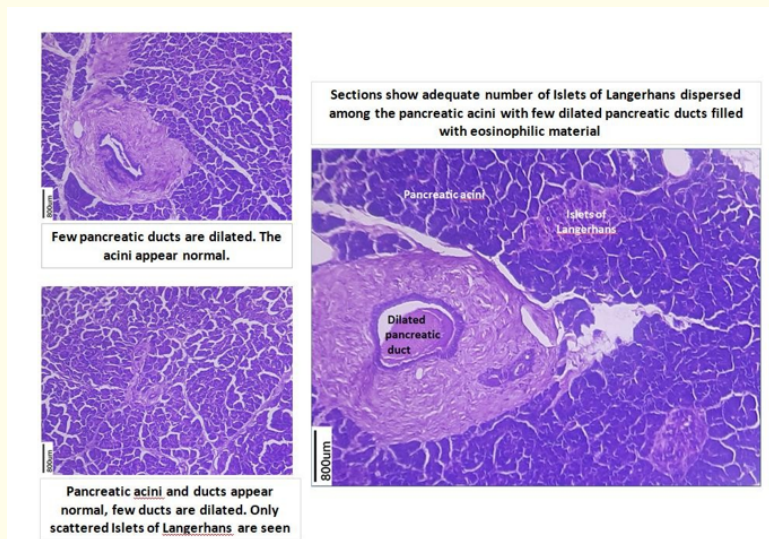 800um
Few pancreatic ducts are dilated. The
acini appear normal.
800um
Pancreatic acini and ducts appear
normal, few ducts are dilated. Only
scattered Islets of Langerhans are seen
Sections show adequate number of Islets of Langerhans dispersed
among the pancreatic acini with few dilated pancreatic ducts filled
with eosinophilic material
Pancreatic acini
Islets of
Langerhans
Dilated
pancreatic
duct
800um